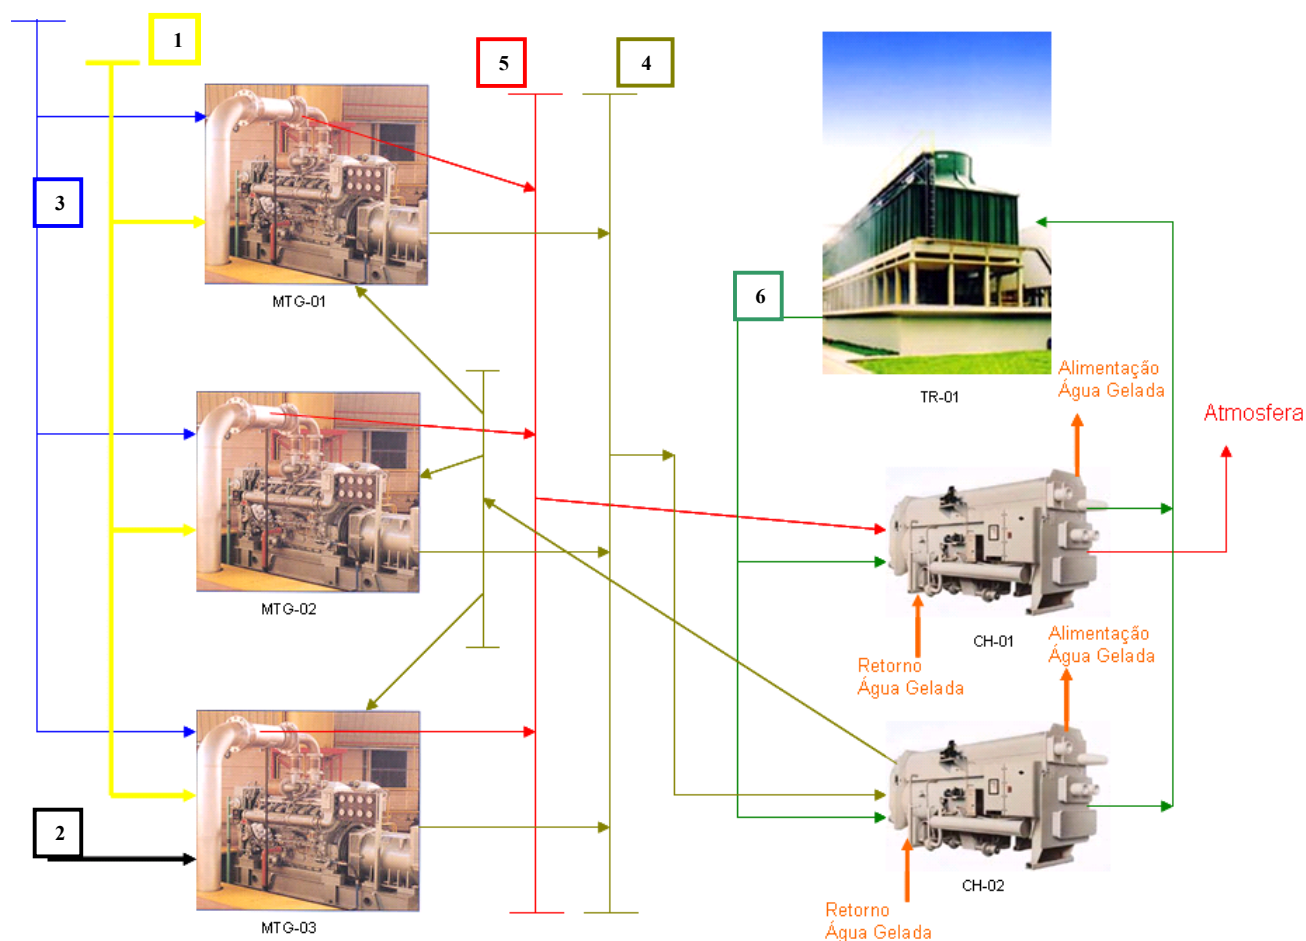 1
5
4
3
MTG-01
6
TR-01
Alimentação
Água Gelada
Atmosfera
MTG-02
CH-01
Retorno
Água Gelada
Alimentação
Água Gelada
2
MTG-03
CH-02
Retorno
Água Gelada